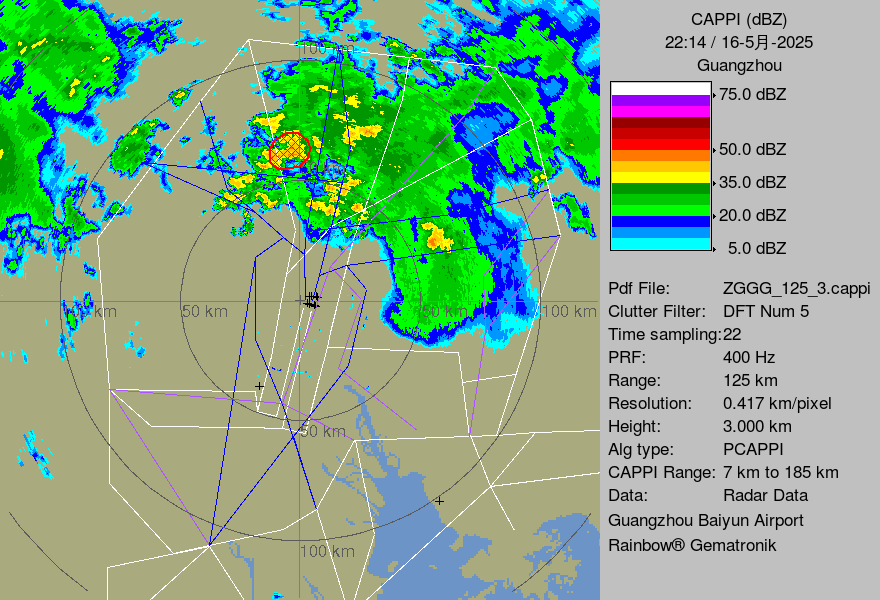 CAPPI (dBZ)
22:14 / 16-5月-2025
Guangzhou
75.0 dBZ
50.0 dBZ
35.0 dBZ
20.0 dBZ
5.0 dBZ
Pdf File: ZGGG_125_3.cappi
Clutter Filter: DFT Num 5
Time sampling:22
PRF: 400 Hz
Range: 125 km
Resolution: 0.417 km/pixel
Height: 3.000 km
Alg type: PCAPPI
CAPPI Range: 7 km to 185 km
Data: Radar Data
Guangzhou Baiyun Airport
Rainbow® Gematronik
100 km
100 km
50 km
50 km
100 km
50 km
100 km